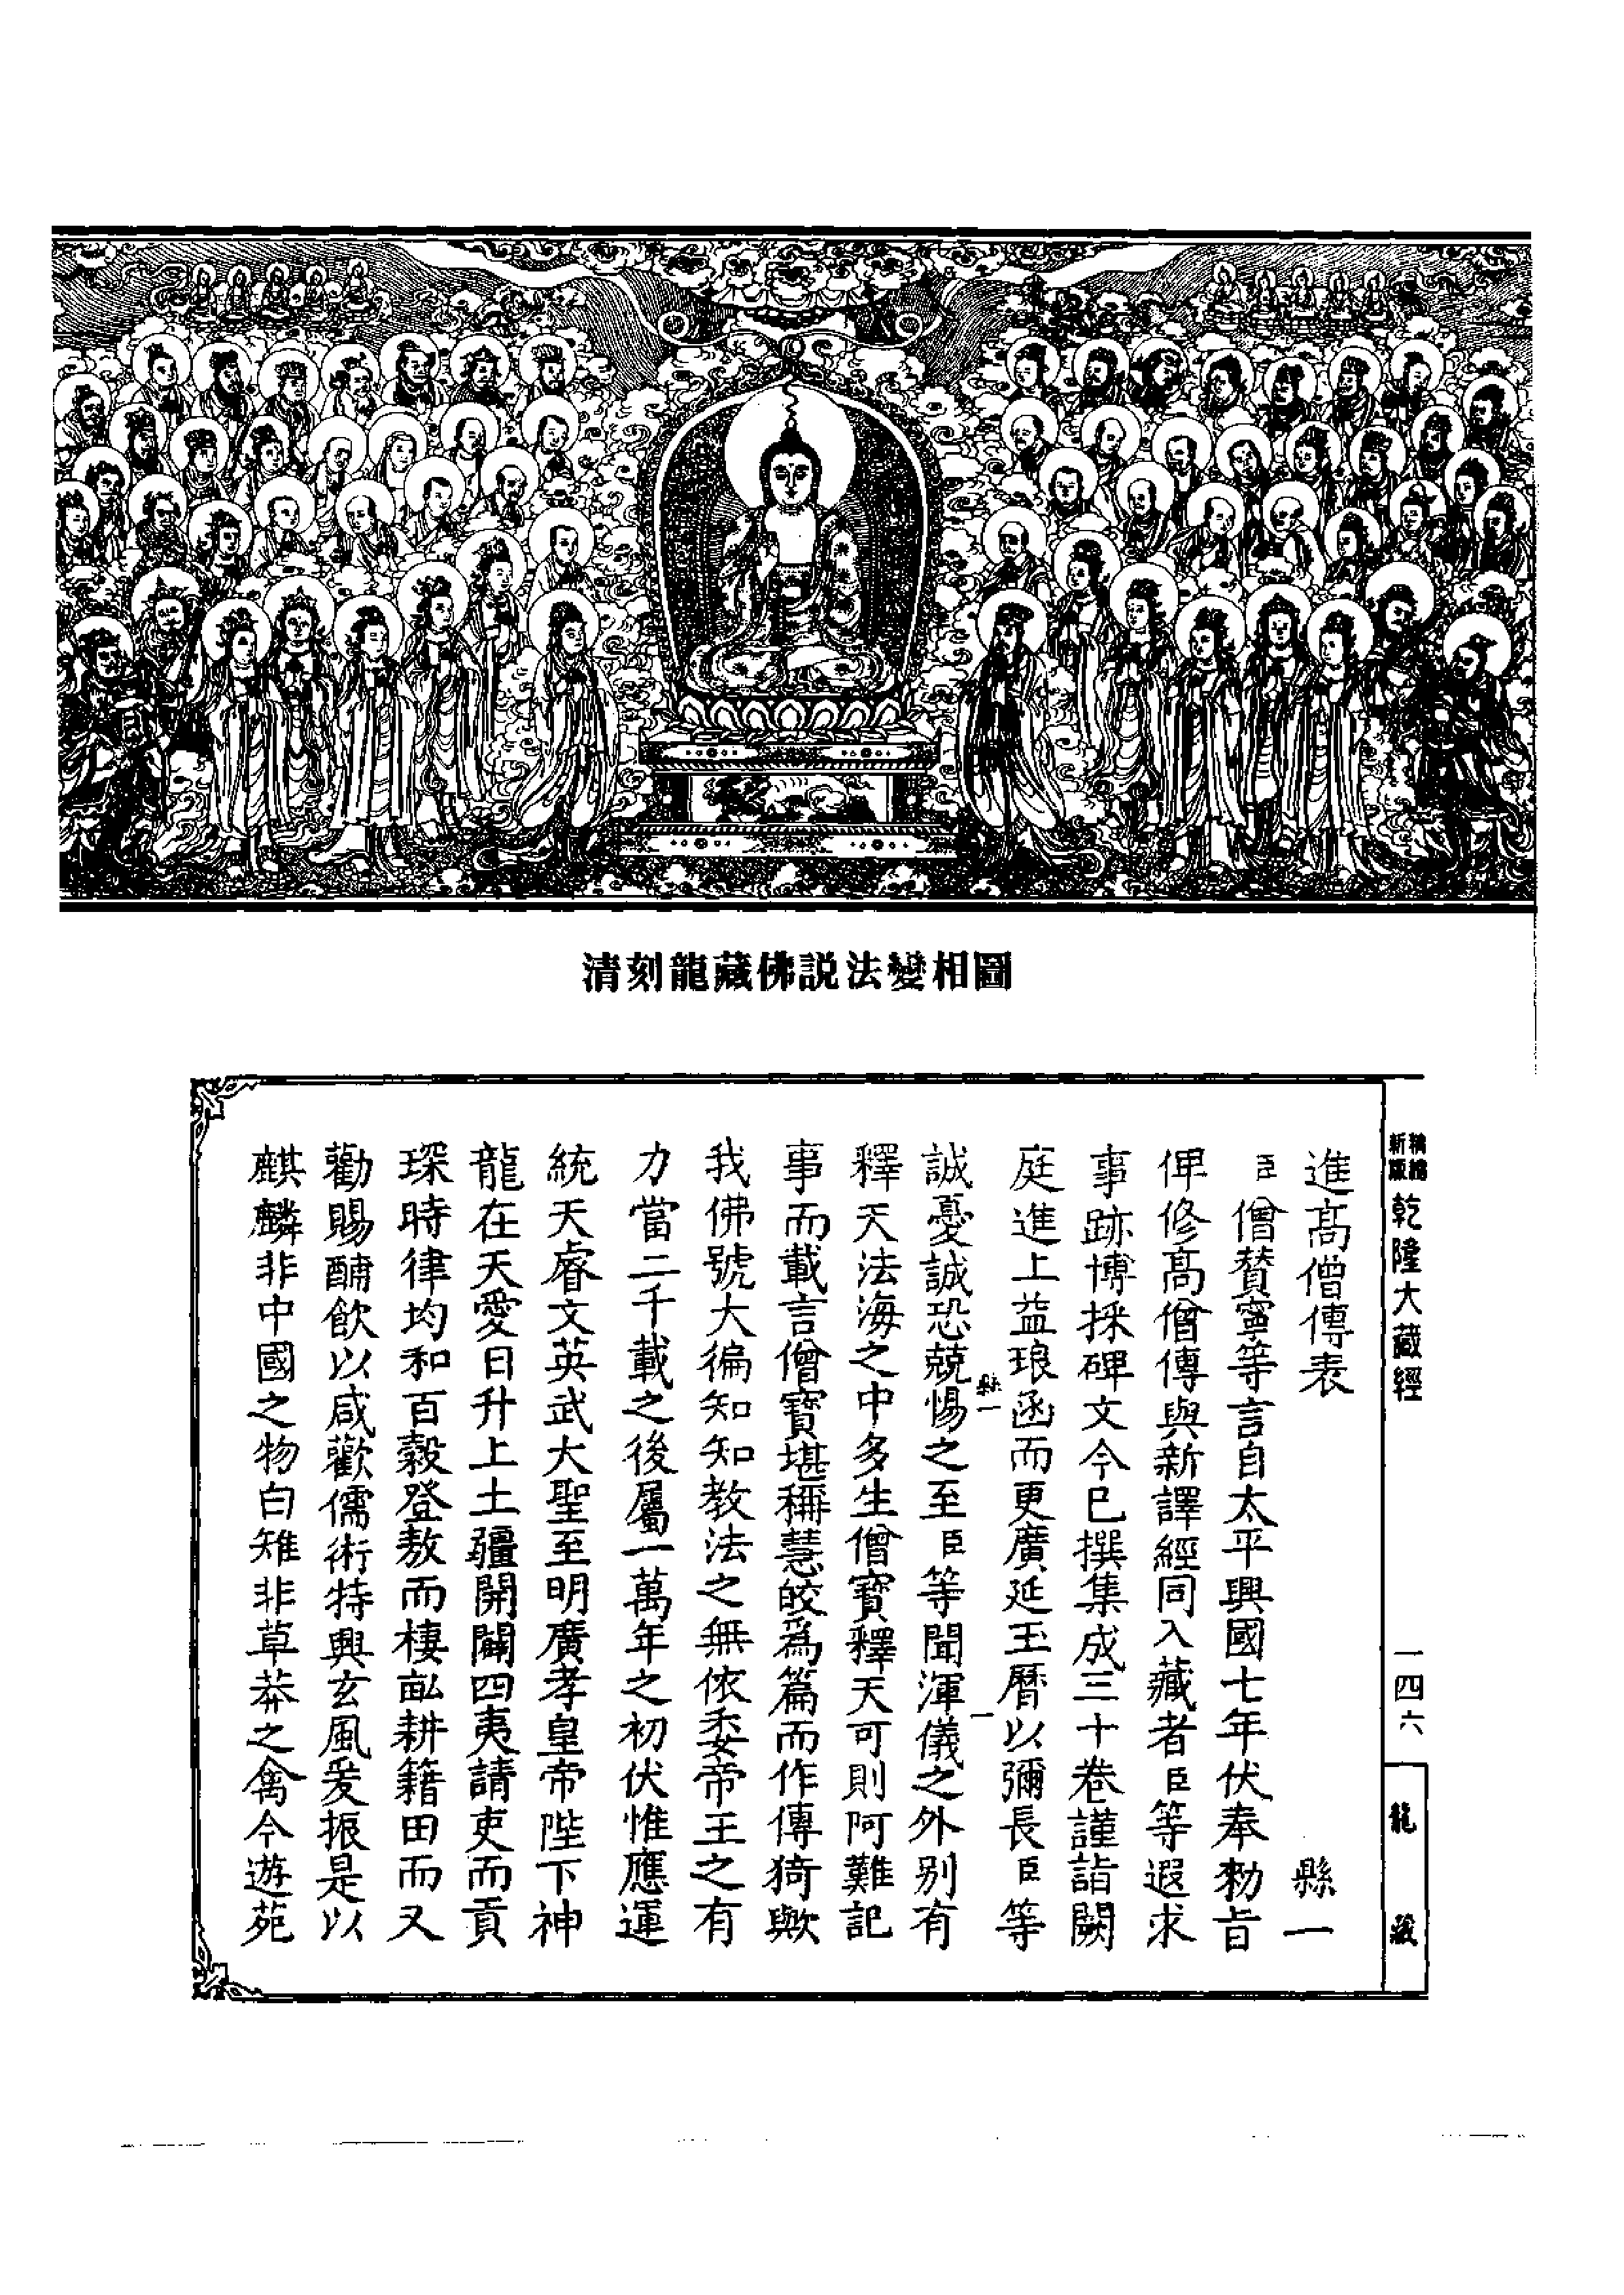 清刻龍藏佛説法變相圖
新版
乾隆大藏經
一四六
龍藏
進高僧傳表
縣一
臣僧贊寧等言自太平興國七年伏奉勑旨
俾修高僧傳與新譯經同入藏者臣等遐求
事跡博採碑文今已撰集成三十卷謹詣闕
庭進上益琅函而更廣延玉曆以彌長臣等
縣一
一
誠憂誠恐兢惕之至臣等聞渾儀之外别有
釋天法海之中多生僧寶釋天可則阿難記
事而載言僧寶堪稱慧皎爲篇而作傳猗歟
我佛號大徧知知教法之無依委帝王之有
力當二千載之後屬一萬年之初伏惟應運
統天睿文英武大聖至明廣孝皇帝陛下神
龍在天愛日升上土疆開闢四夷請吏而貢
琛時律均和百穀登敖而棲畝耕籍田而又
勸賜酺飲以咸歡儒術特興玄風爰振是以
麒麟非中國之物白雉非草莽之禽今遊苑